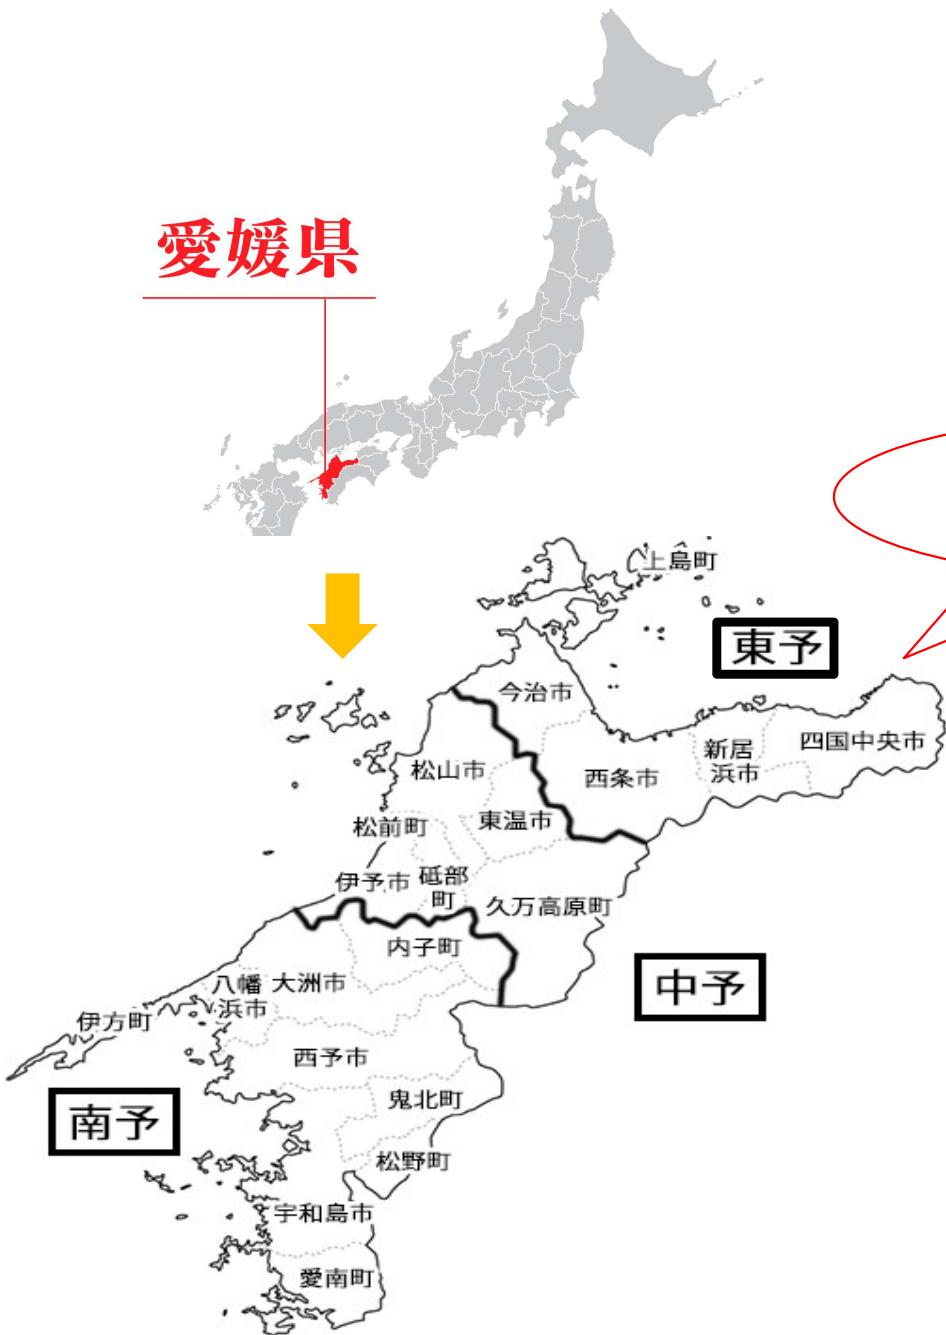 愛媛県
上島町
東予
今治市
四国中央市
新居
浜市
西条市
松山市
東温市
松前町
伊予市
砥部
町
久万高原町
内子町
中予
八幡
浜市
大洲市
伊方町
西予市
鬼北町
南予
松野町
宇和島市
愛南町